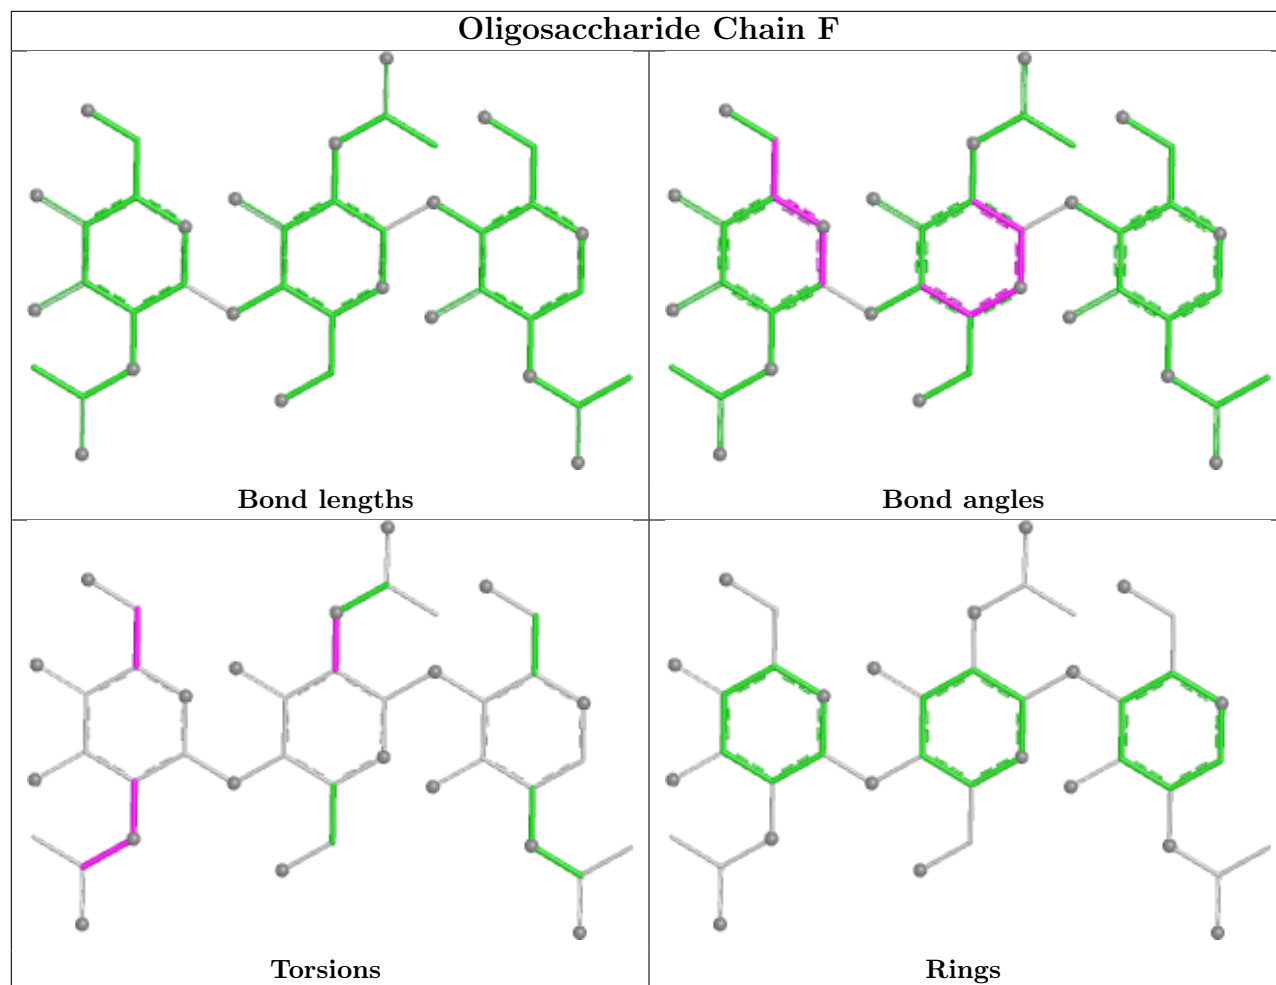 Oligosaccharide Chain F
Bond lengths
Bond angles
Torsions
Rings